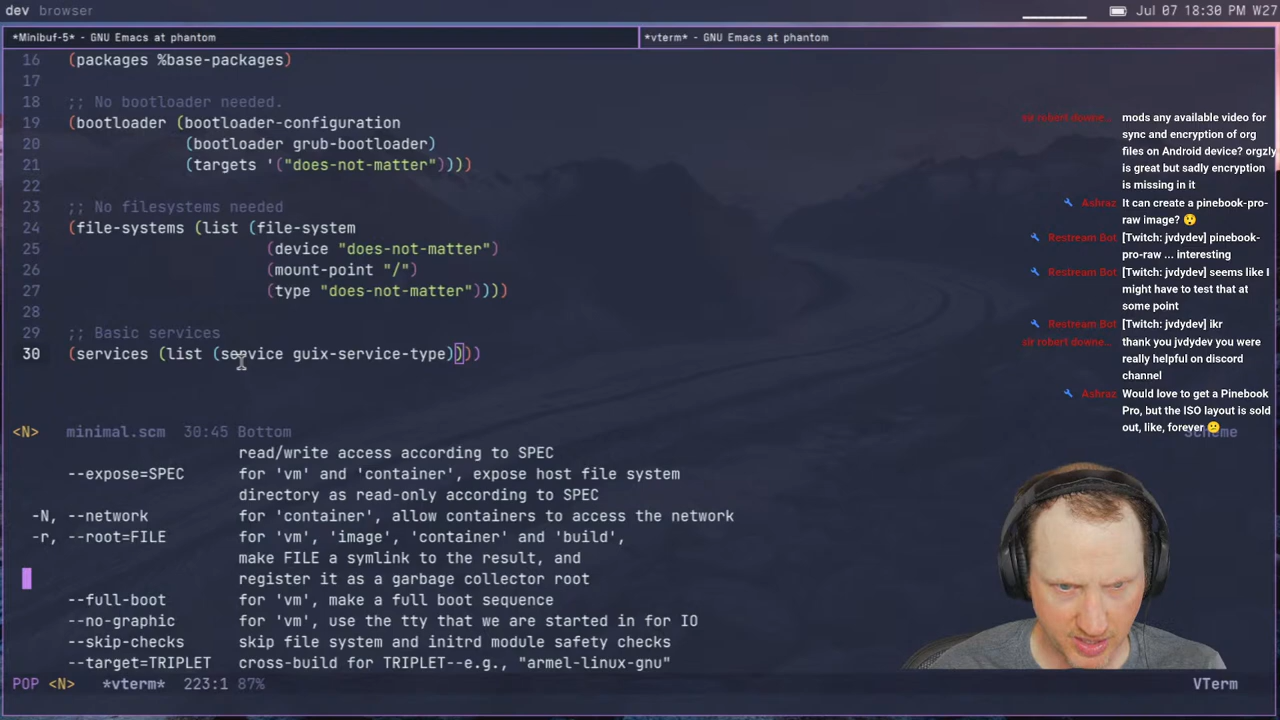 dev browser
Jul 07 18:30 PM W27
*Minibuf-5* - GNU Emacs at phantom
*vterm* - GNU Emacs at phantom
16 (packages %base-packages)
17
18 ;; No bootloader needed.
19 (bootloader (bootloader-configuration
20 (bootloader grub-bootloader)
21 (targets '("does-not-matter"))))
22
23 ;; No filesystems needed
24 (file-systems (list (file-system
25 (device "does-not-matter")
26 (mount-point "/")
27 (type "does-not-matter"))))
28
29 ;; Basic services
30 (services (list (service guix-service-type))))
<N> minimal.scm 30:45 Bottom
Scheme
read/write access according to SPEC
--expose=SPEC for 'vm' and 'container', expose host file system
directory as read-only according to SPEC
-N, --network for 'container', allow containers to access the network
-r, --root=FILE for 'vm', 'image', 'container' and 'build',
make FILE a symlink to the result, and
register it as a garbage collector root
--full-boot for 'vm', make a full boot sequence
--no-graphic for 'vm', use the tty that we are started in for IO
--skip-checks skip file system and initrd module safety checks
--target=TRIPLET cross-build for TRIPLET--e.g., "armel-linux-gnu"
POP <N> *vterm* 223:1 87%
VTerm
sir robert downe... mods any available video for
sync and encryption of org
files on Android device? orgzly
is great but sadly encryption
is missing in it
Ashraz It can create a pinebook-pro-
raw image? 😲
Restream Bot [Twitch: jvdydev] pinebook-
pro-raw ... interesting
Restream Bot [Twitch: jvdydev] seems like I
might have to test that at
some point
Restream Bot [Twitch: jvdydev] ikr
sir robert downe... thank you jvdydev you were
really helpful on discord
channel
Ashraz Would love to get a Pinebook
Pro, but the ISO layout is sold
out, like, forever 🙁